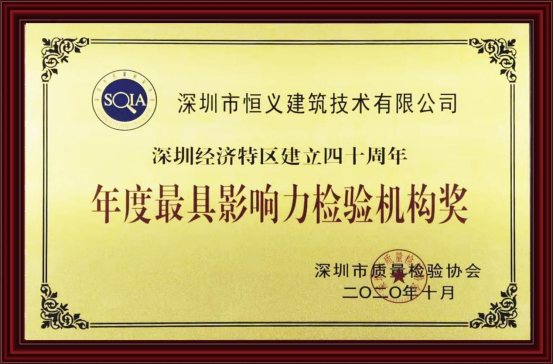 SQIA
深圳市恒义建筑技术有限公司
深圳经济特区建立四十周年
年度最具影响力检验机构奖
深圳市质量检验协会
二〇二〇年十月